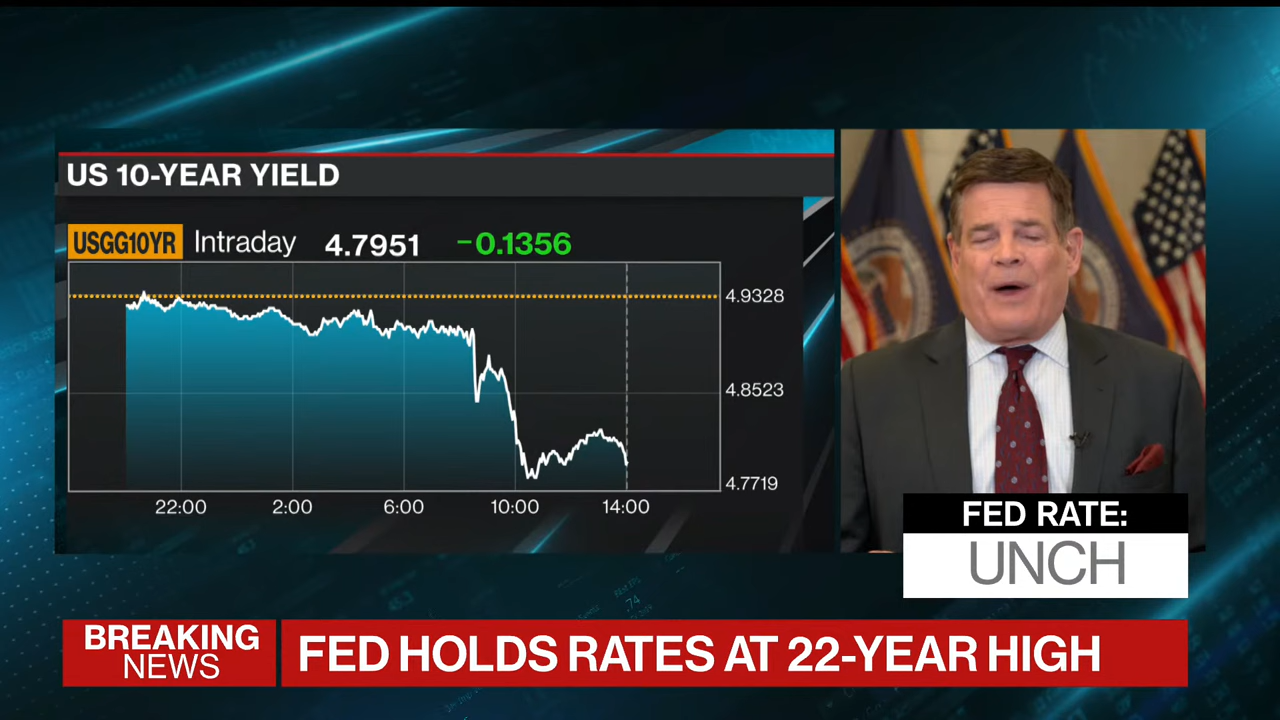 US 10-YEAR YIELD
USGG10YR Intraday 4.7951 -0.1356
4.9328
4.8523
4.7719
22:00 2:00 6:00 10:00 14:00
FED RATE:
UNCH
BREAKING
NEWS
FED HOLDS RATES AT 22-YEAR HIGH